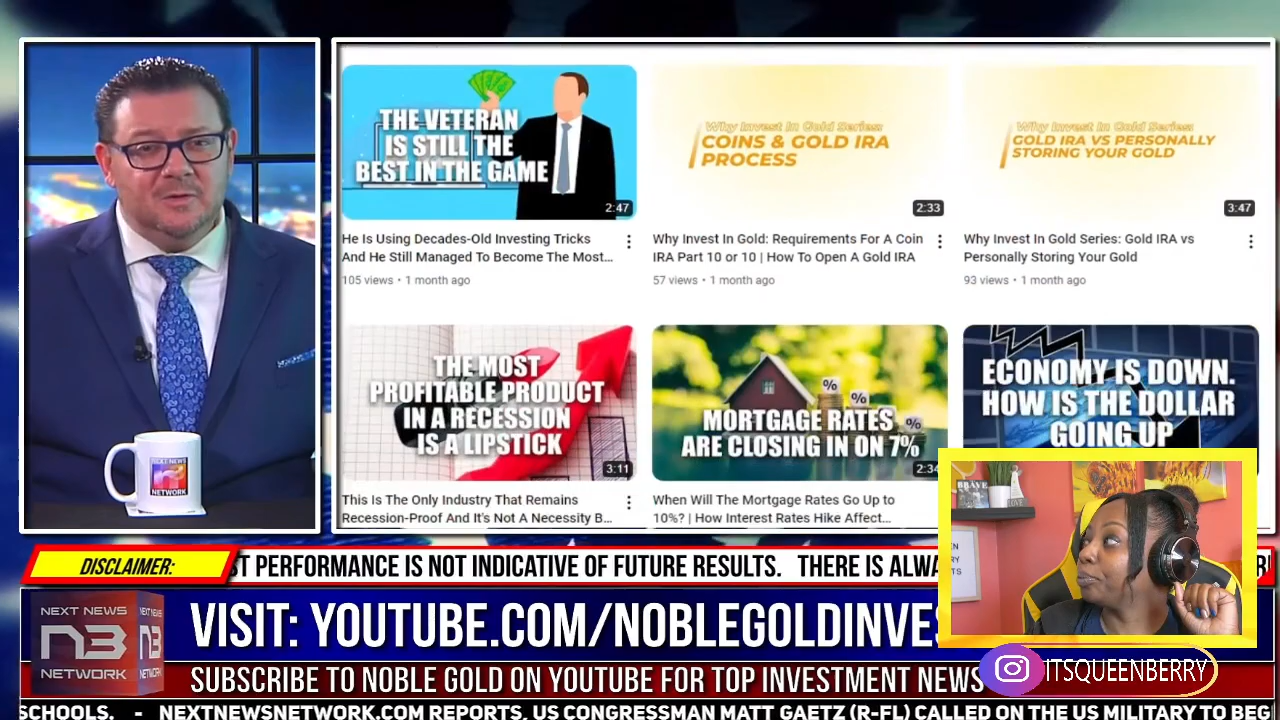 THE VETERAN
IS STILL THE
BEST IN THE GAME
2:47
He Is Using Decades-Old Investing Tricks
And He Still Managed To Become The Most...
105 views • 1 month ago
Why Invest In Gold Series:
COINS & GOLD IRA
PROCESS
2:33
Why Invest In Gold: Requirements For A Coin
IRA Part 10 or 10 | How To Open A Gold IRA
57 views • 1 month ago
Why Invest In Gold Series:
GOLD IRA VS PERSONALLY
STORING YOUR GOLD
3:47
Why Invest In Gold Series: Gold IRA vs
Personally Storing Your Gold
93 views • 1 month ago
THE MOST
PROFITABLE PRODUCT
IN A RECESSION
IS A LIPSTICK
3:11
This Is The Only Industry That Remains
Recession-Proof And It's Not A Necessity B...
MORTGAGE RATES
ARE CLOSING IN ON 7%
2:34
When Will The Mortgage Rates Go Up to
10%? | How Interest Rates Hike Affect...
ECONOMY IS DOWN.
HOW IS THE DOLLAR
GOING UP
NEXT NEWS
NETWORK
BRAVE
LOVE
DISCLAIMER:
ST PERFORMANCE IS NOT INDICATIVE OF FUTURE RESULTS. THERE IS ALWA
NEXT NEWS
N3
NETWORK
VISIT: YOUTUBE.COM/NOBLEGOLDINVES
SUBSCRIBE TO NOBLE GOLD ON YOUTUBE FOR TOP INVESTMENT NEWS
ITSQUEENBERRY
SCHOOLS. - NEXTNEWSNETWORK.COM REPORTS, US CONGRESSMAN MATT GAETZ (R-FL) CALLED ON THE US MILITARY TO BEG